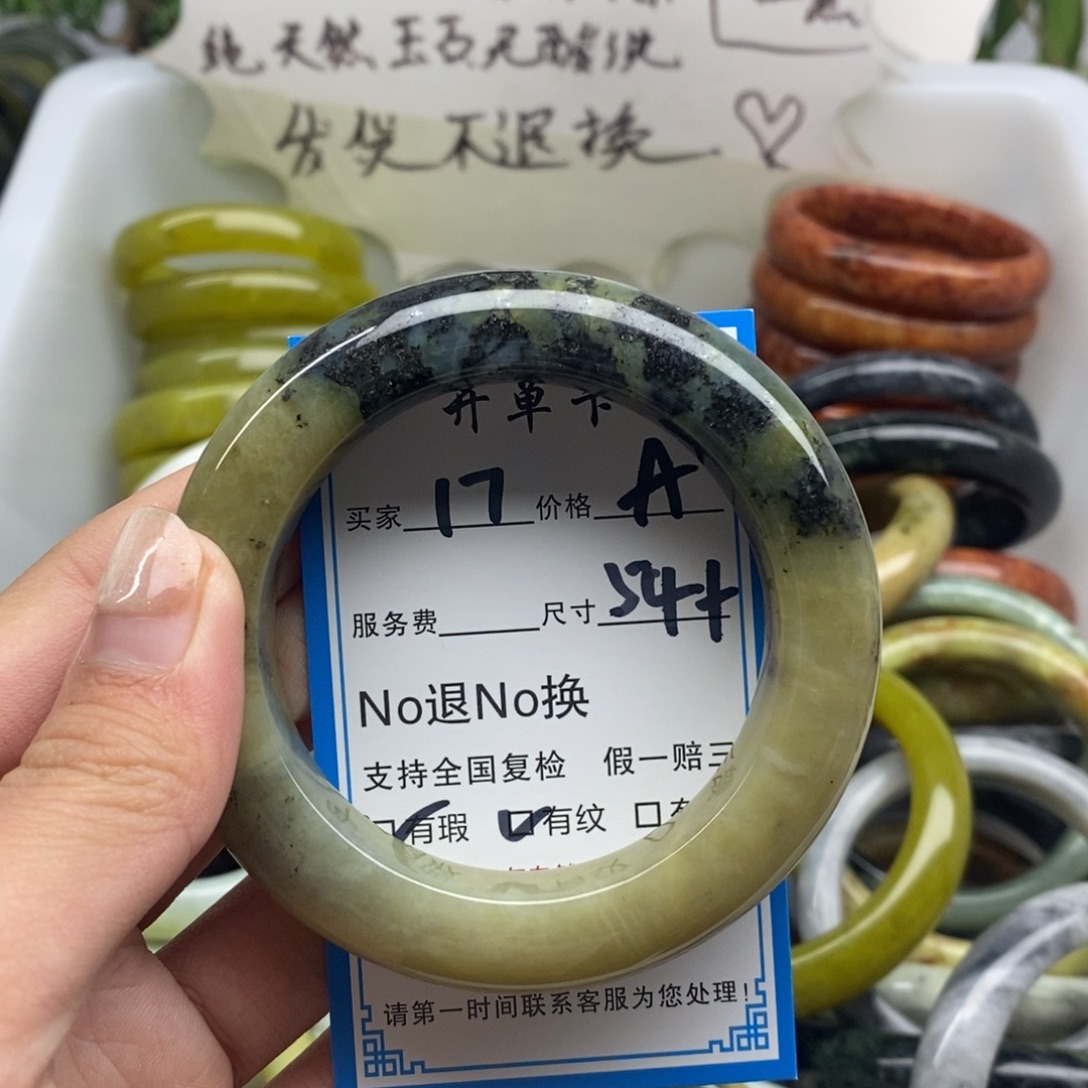 纯天然玉石无酸洗
售出不退换
开单卡
买家 17 价格 A
服务费 尺寸 54++
No退No换
支持全国复检 假一赔三
有瑕 有纹
请第一时间联系客服为您处理!